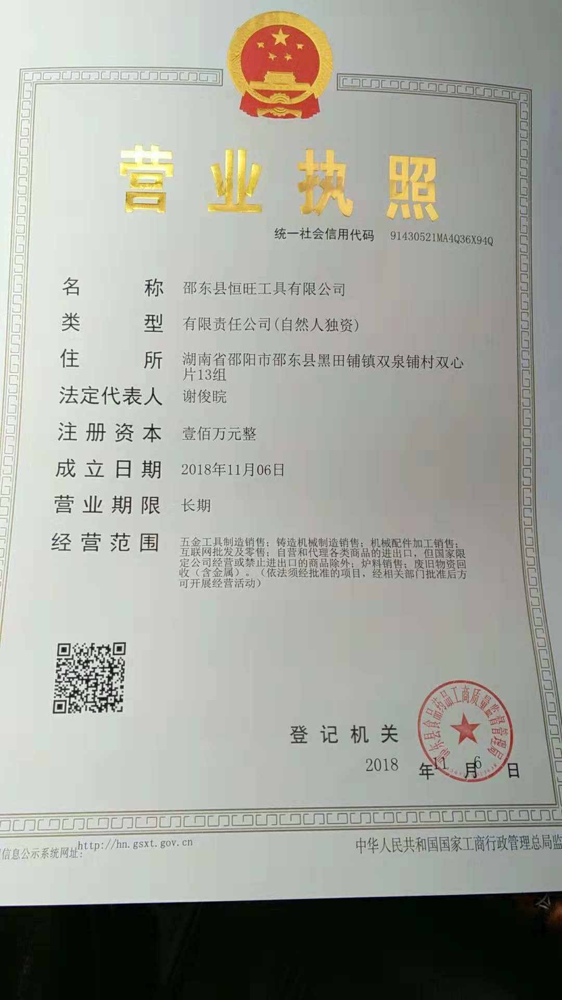 营业执照
统一社会信用代码 91430521MA4Q36X94Q
名称 邵东县恒旺工具有限公司
类型 有限责任公司(自然人独资)
住所 湖南省邵阳市邵东县黑田铺镇双泉铺村双心
片13组
法定代表人 谢俊睆
注册资本 壹佰万元整
成立日期 2018年11月06日
营业期限 长期
经营范围 五金工具制造销售；铸造机械制造销售；机械配件加工销售；
互联网批发及零售；自营和代理各类商品的进出口，但国家限
定公司经营或禁止进出口的商品除外；炉料销售；废旧物资回
收（含金属）。（依法须经批准的项目，经相关部门批准后方
可开展经营活动）
邵东县食品药品工商质量监督管理局
登记机关
2018年11月6日
信息公示系统网址：http://hn.gsxt.gov.cn
中华人民共和国国家工商行政管理总局监